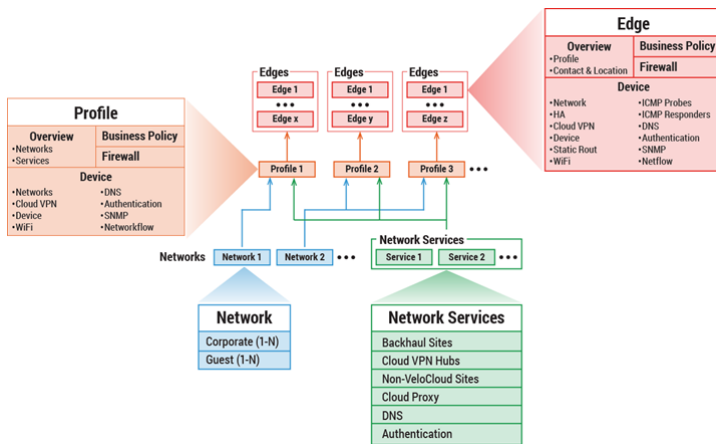 Edge
Overview
•Profile
•Contact & Location
Business Policy
Firewall
Device
•Network
•HA
•Cloud VPN
•Device
•Static Rout
•WiFi
•ICMP Probes
•ICMP Responders
•DNS
•Authentication
•SNMP
•Netflow
Edges
Edge 1
•••
Edge x
Edges
Edge 1
•••
Edge y
Edges
Edge 1
•••
Edge z
Profile
Overview
•Networks
•Services
Business Policy
Firewall
Device
•Networks
•Cloud VPN
•Device
•WiFi
•DNS
•Authentication
•SNMP
•Networkflow
Profile 1
Profile 2
Profile 3
•••
Networks
Network 1
Network 2
•••
Network Services
Service 1
Service 2
•••
Network
Corporate (1-N)
Guest (1-N)
Network Services
Backhaul Sites
Cloud VPN Hubs
Non-VeloCloud Sites
Cloud Proxy
DNS
Authentication